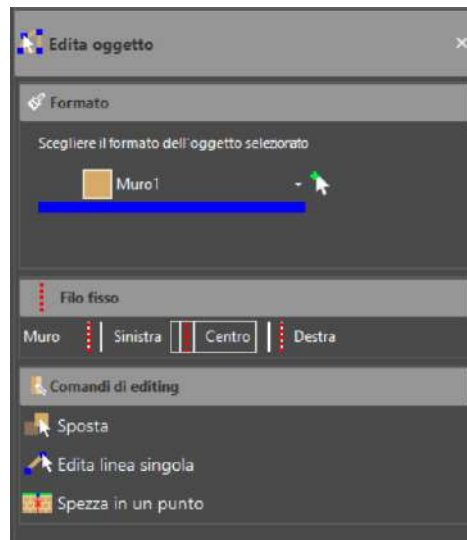 Edita oggetto
Formato
Scegliere il formato dell'oggetto selezionato
Muro1
Filo fisso
Muro Sinistra Centro Destra
Comandi di editing
Sposta
Edita linea singola
Spezza in un punto